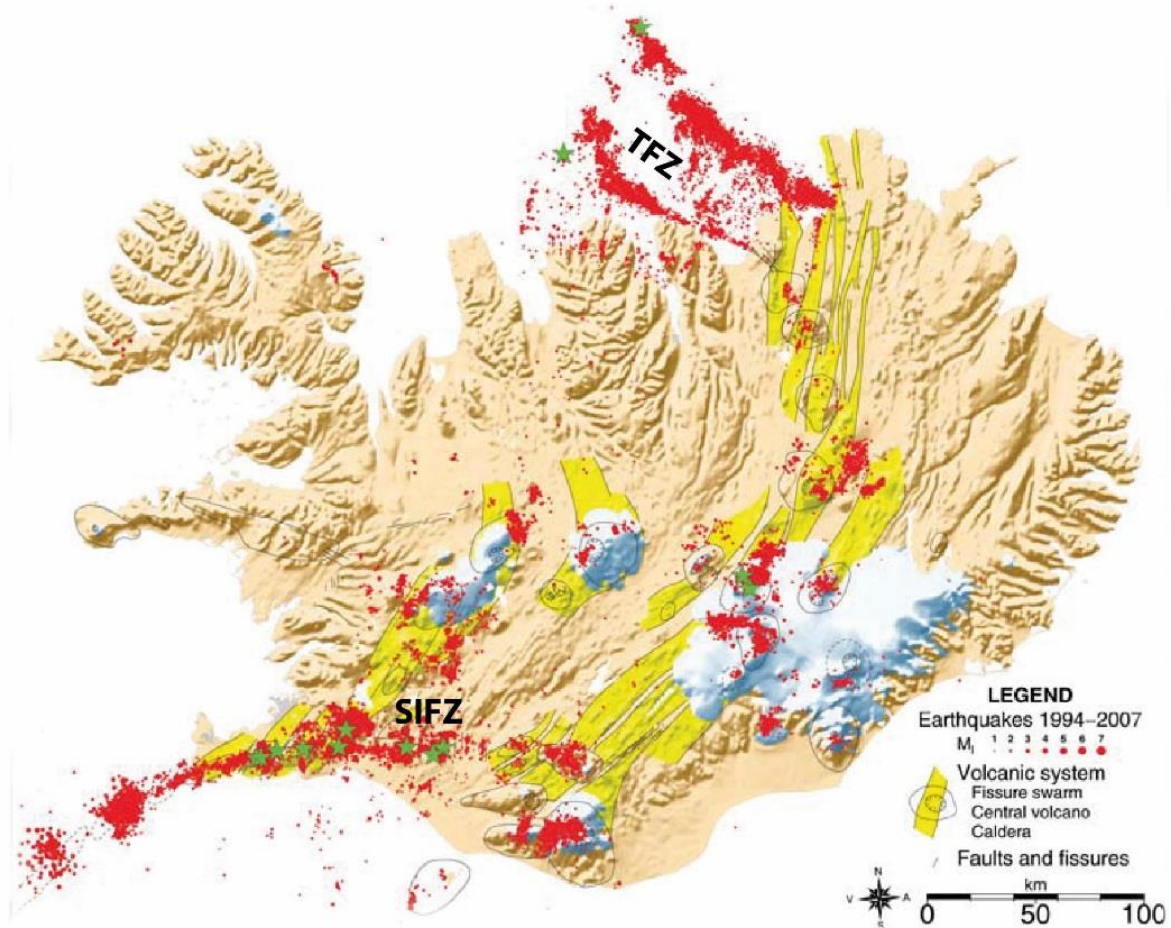 TFZ
SIFZ
LEGEND
Earthquakes 1994–2007
ML 1 2 3 4 5 6 7
Volcanic system
Fissure swarm
Central volcano
Caldera
Faults and fissures
km
0 50 100
N
V A
S